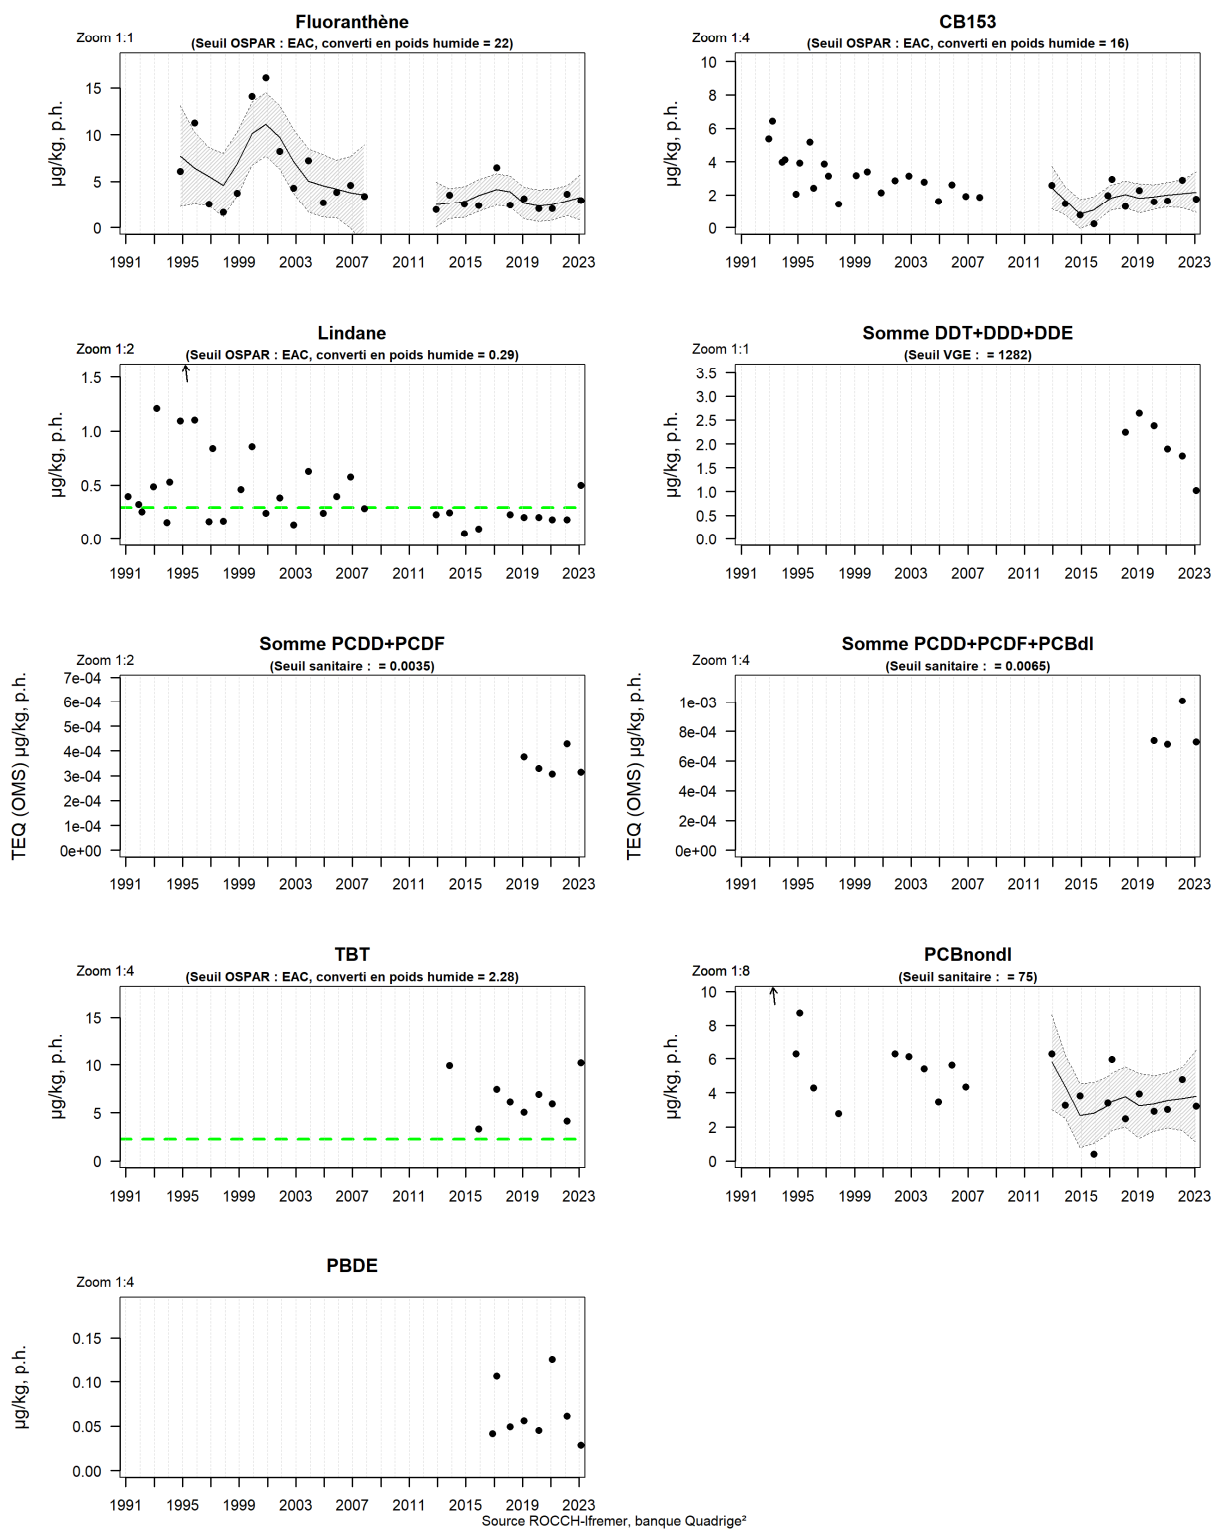 Fluoranthène
Zoom 1:1
(Seuil OSPAR : EAC, converti en poids humide = 22)
µg/kg, p.h.
15
10
5
0
1991 1995 1999 2003 2007 2011 2015 2019 2023
CB153
Zoom 1:4
(Seuil OSPAR : EAC, converti en poids humide = 16)
µg/kg, p.h.
10
8
6
4
2
0
1991 1995 1999 2003 2007 2011 2015 2019 2023
Lindane
Zoom 1:2
(Seuil OSPAR : EAC, converti en poids humide = 0.29)
µg/kg, p.h.
1.5
1.0
0.5
0.0
1991 1995 1999 2003 2007 2011 2015 2019 2023
Somme DDT+DDD+DDE
Zoom 1:1
(Seuil VGE :  = 1282)
µg/kg, p.h.
3.5
3.0
2.5
2.0
1.5
1.0
0.5
0.0
1991 1995 1999 2003 2007 2011 2015 2019 2023
Somme PCDD+PCDF
Zoom 1:2
(Seuil sanitaire :  = 0.0035)
TEQ (OMS) µg/kg, p.h.
7e-04
6e-04
5e-04
4e-04
3e-04
2e-04
1e-04
0e+00
1991 1995 1999 2003 2007 2011 2015 2019 2023
Somme PCDD+PCDF+PCBdl
Zoom 1:4
(Seuil sanitaire :  = 0.0065)
TEQ (OMS) µg/kg, p.h.
1e-03
8e-04
6e-04
4e-04
2e-04
0e+00
1991 1995 1999 2003 2007 2011 2015 2019 2023
TBT
Zoom 1:4
(Seuil OSPAR : EAC, converti en poids humide = 2.28)
µg/kg, p.h.
15
10
5
0
1991 1995 1999 2003 2007 2011 2015 2019 2023
PCBnondl
Zoom 1:8
(Seuil sanitaire :  = 75)
µg/kg, p.h.
10
8
6
4
2
0
1991 1995 1999 2003 2007 2011 2015 2019 2023
PBDE
Zoom 1:4
µg/kg, p.h.
0.15
0.10
0.05
0.00
1991 1995 1999 2003 2007 2011 2015 2019 2023
Source ROCCH-Ifremer, banque Quadrige²